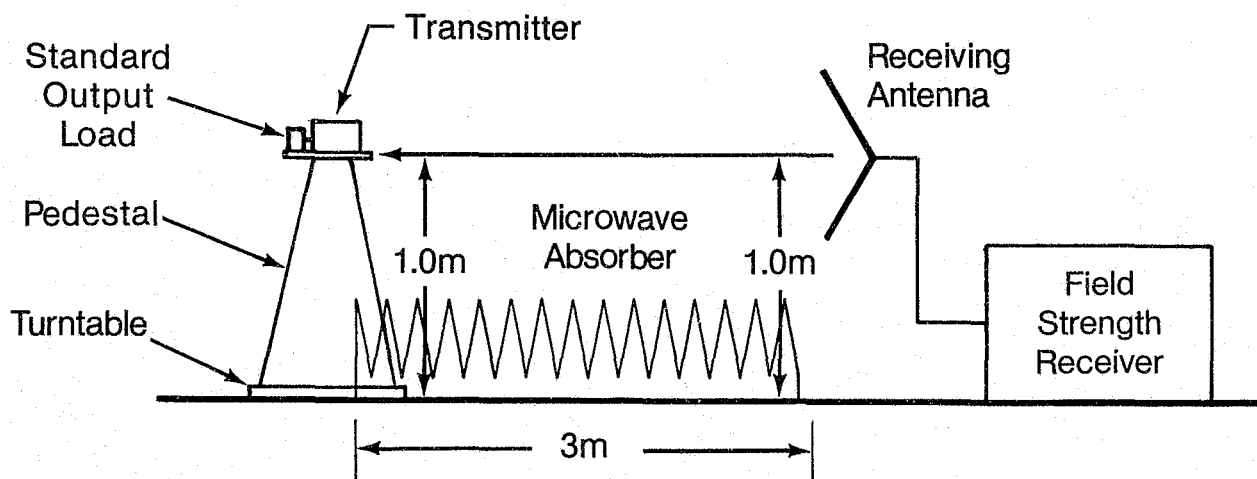 Transmitter
Standard
Output
Load
Receiving
Antenna
Pedestal
Microwave
Absorber
1.0m
1.0m
Turntable
Field
Strength
Receiver
3m